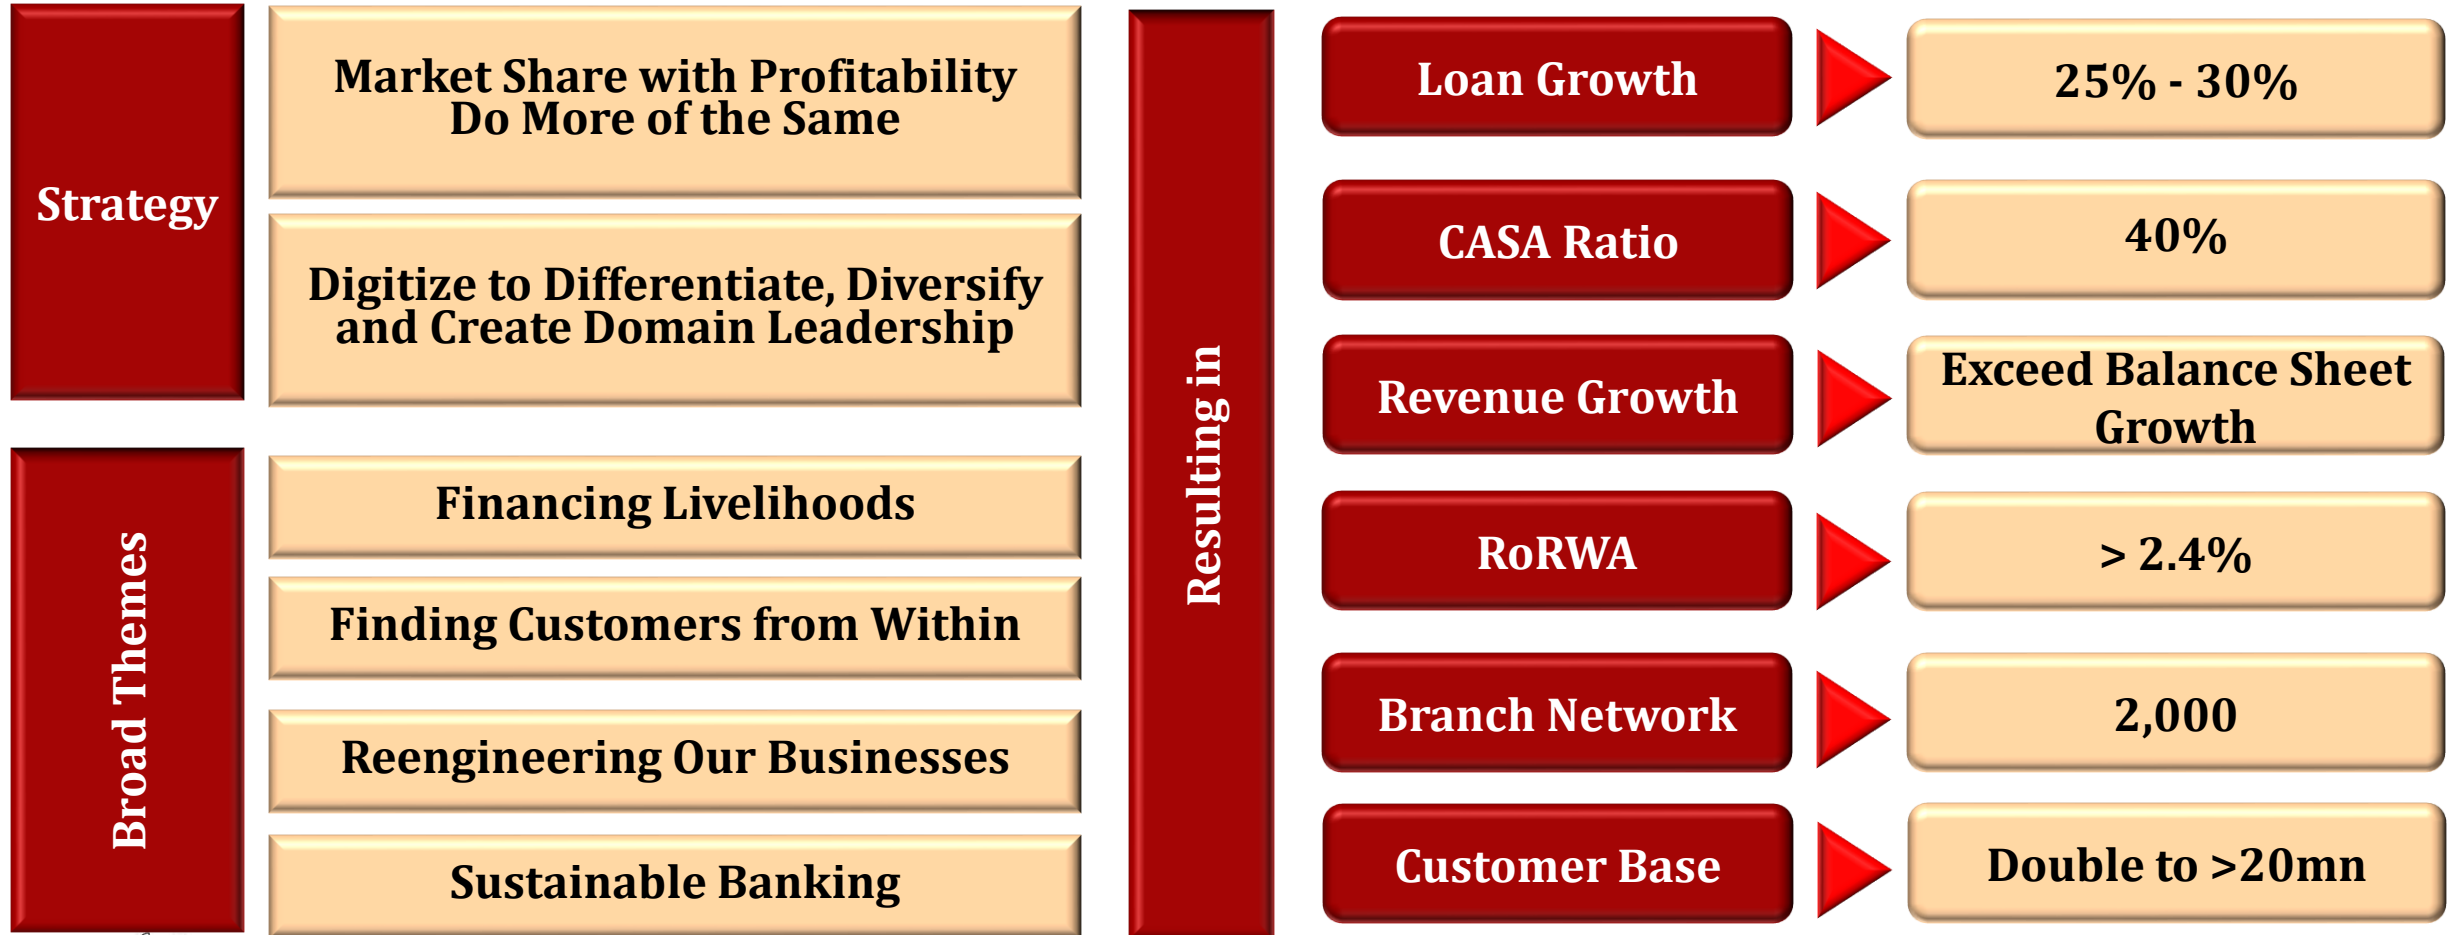 Strategy
Market Share with Profitability
Do More of the Same
Digitize to Differentiate, Diversify
and Create Domain Leadership
Broad Themes
Financing Livelihoods
Finding Customers from Within
Reengineering Our Businesses
Sustainable Banking
Resulting in
Loan Growth
25% - 30%
CASA Ratio
40%
Revenue Growth
Exceed Balance Sheet
Growth
RoRWA
> 2.4%
Branch Network
2,000
Customer Base
Double to >20mn